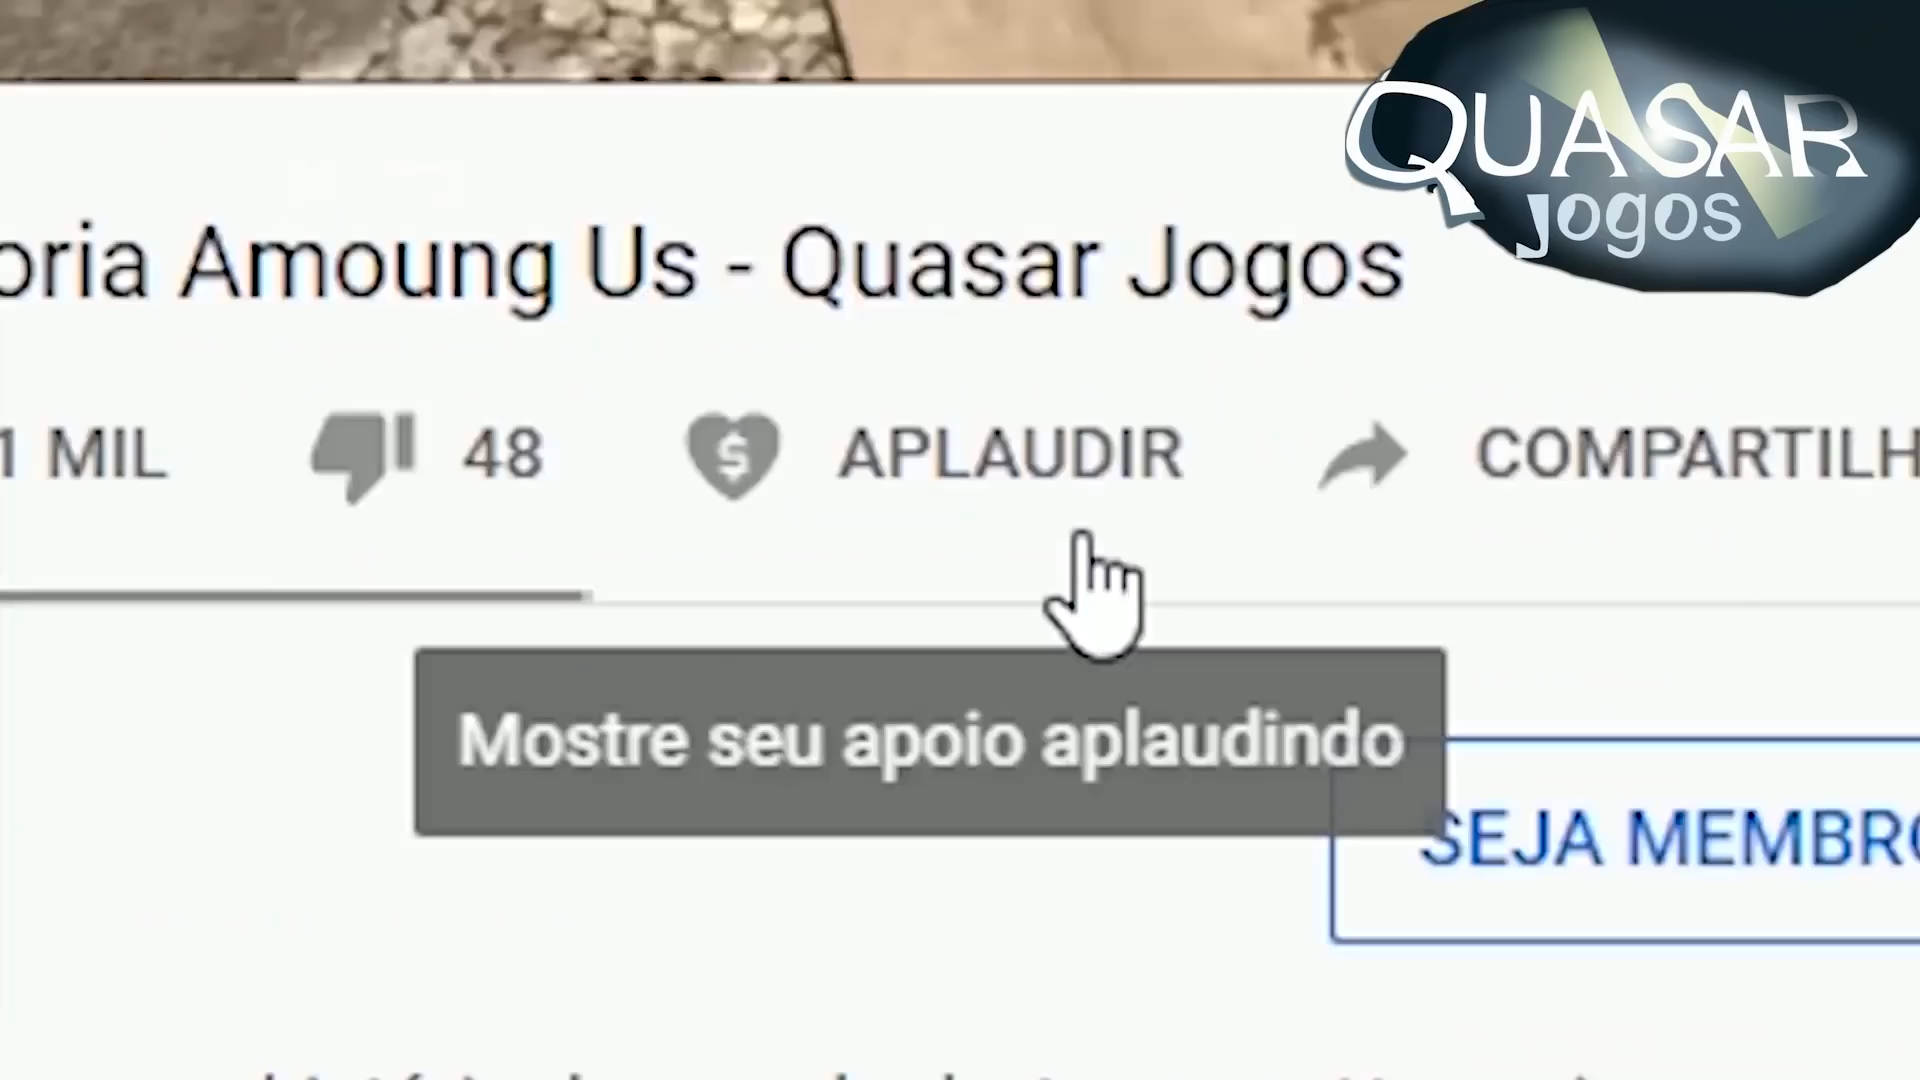 QUASAR
jogos
oria Amoung Us - Quasar Jogos
1 MIL 48 APLAUDIR COMPARTILH
Mostre seu apoio aplaudindo
SEJA MEMBRO